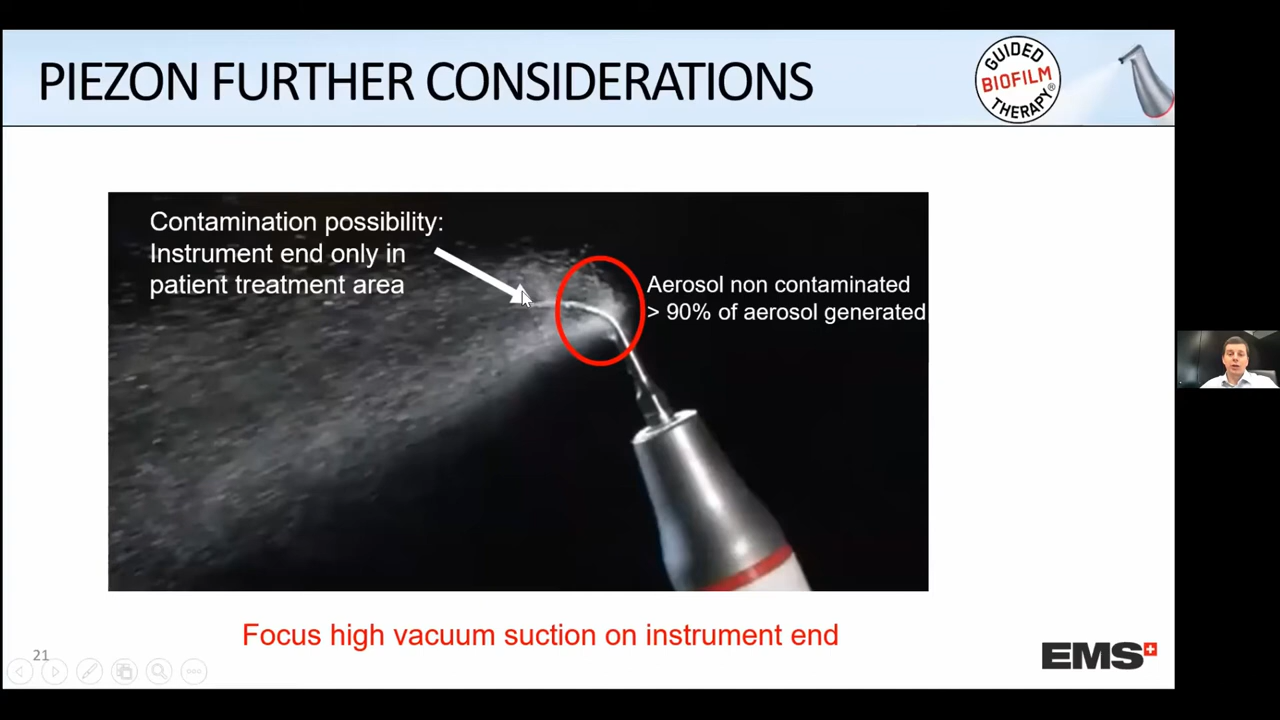 PIEZON FURTHER CONSIDERATIONS
GUIDED
BIOFILM
THERAPY®
Contamination possibility:
Instrument end only in
patient treatment area
Aerosol non contaminated
> 90% of aerosol generated
Focus high vacuum suction on instrument end
21
EMS